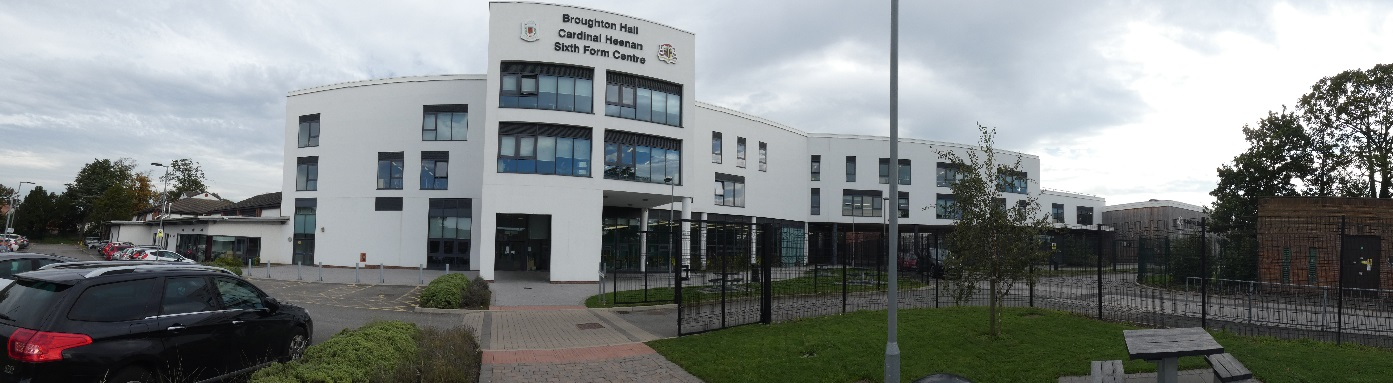 Broughton Hall
Cardinal Heenan
Sixth Form Centre